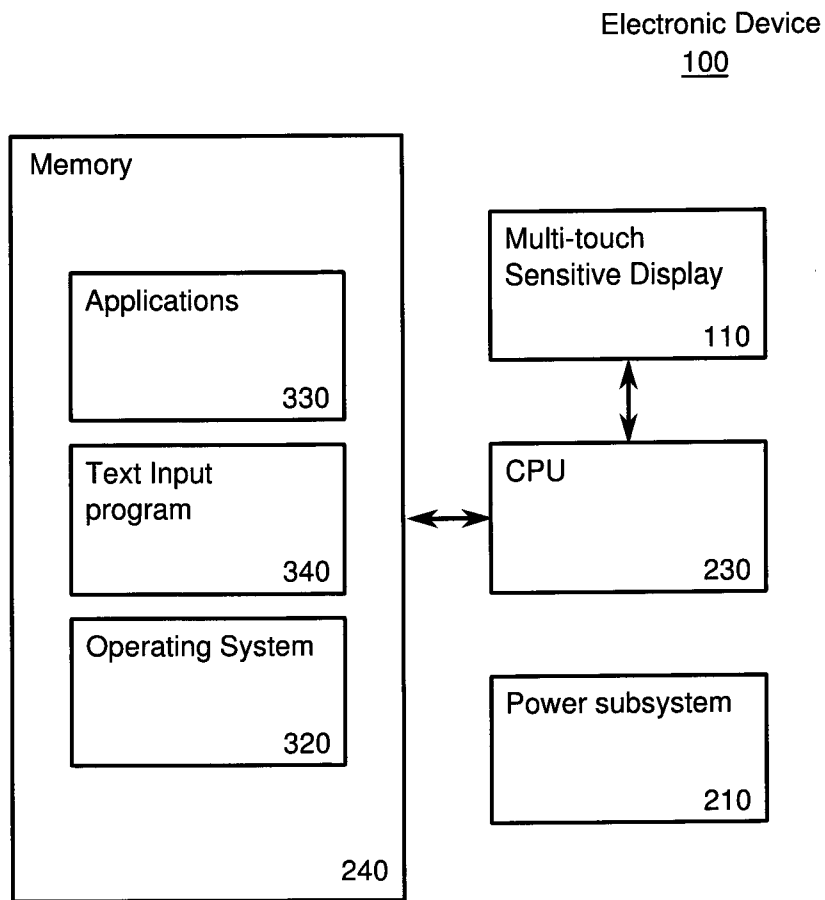 Electronic Device
100
Memory
Applications
330
Text Input
program
340
Operating System
320
240
Multi-touch
Sensitive Display
110
CPU
230
Power subsystem
210